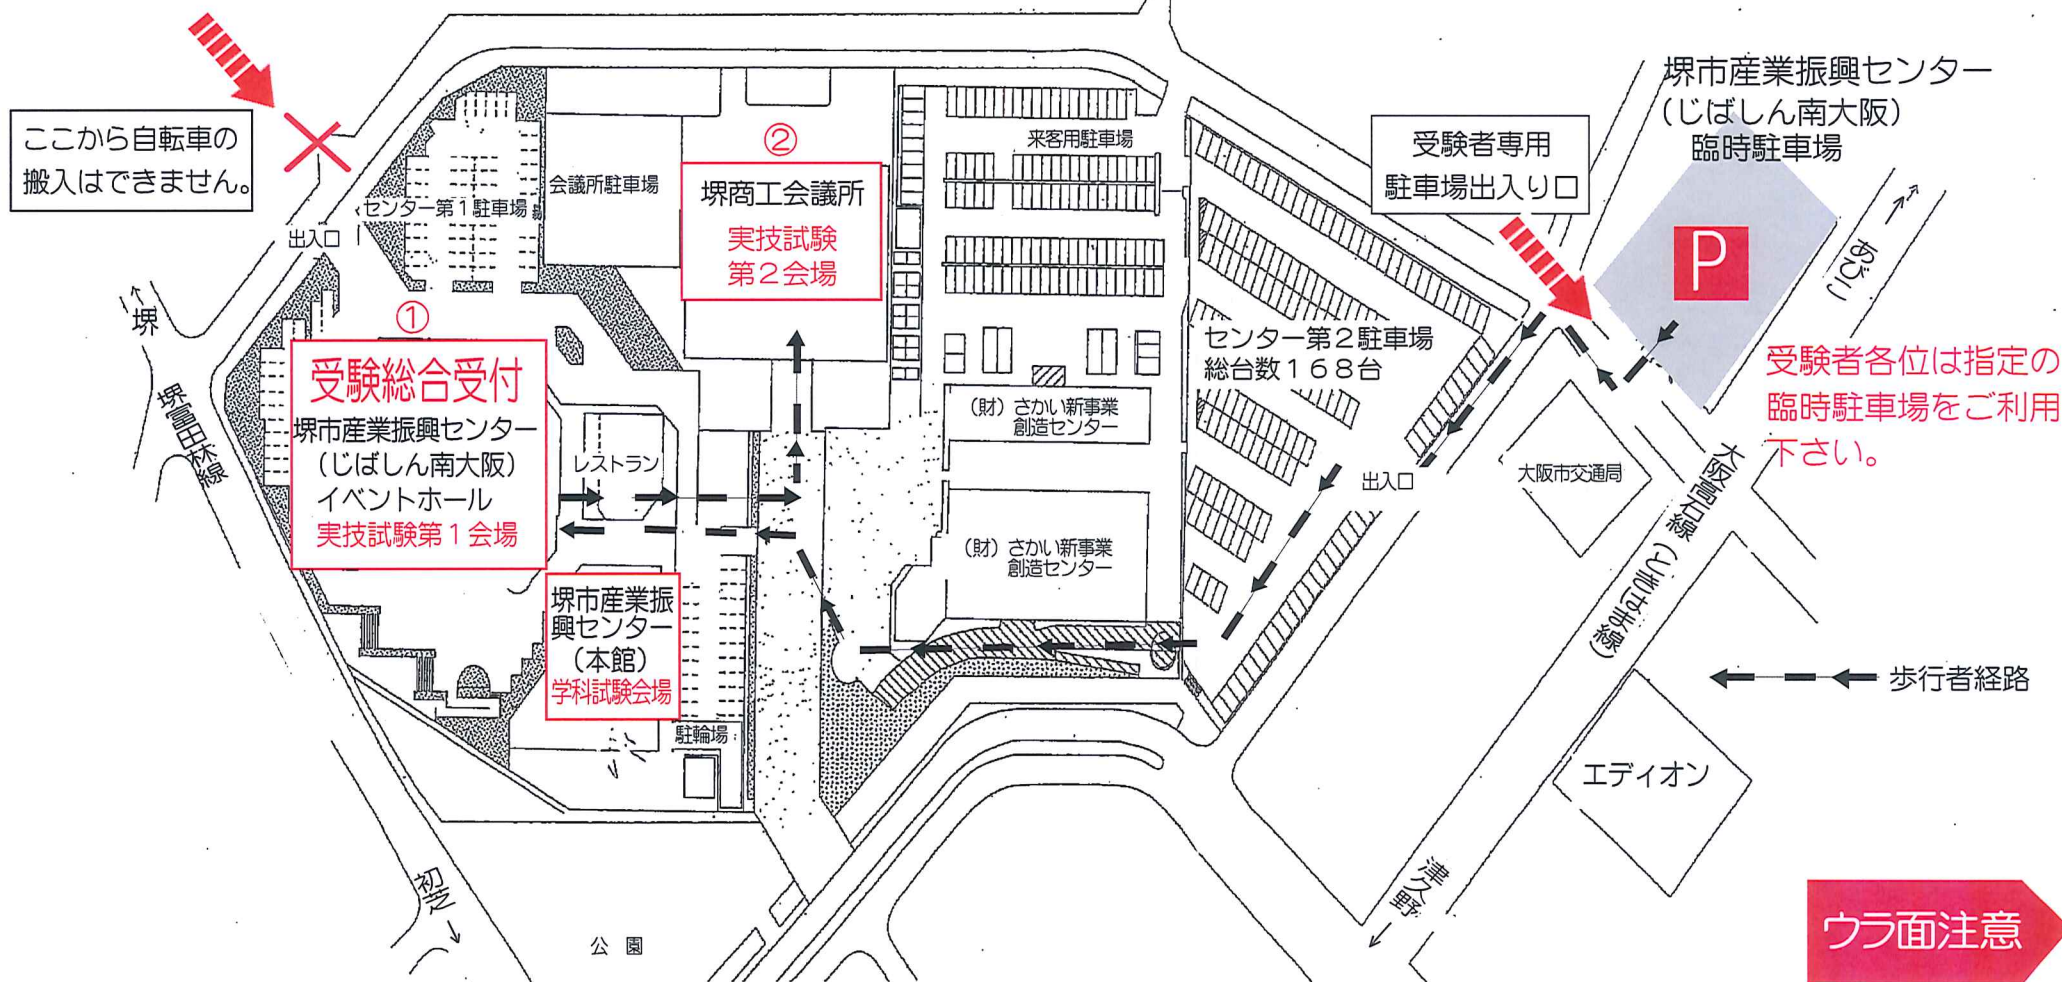 ここから自転車の
搬入はできません。
出入口
センター第1駐車場
会議所駐車場
②
堺商工会議所
実技試験
第2会場
来客用駐車場
受験者専用
駐車場出入り口
堺市産業振興センター
(じばしん南大阪)
臨時駐車場
P
↑堺
堺富田林線
①
受験総合受付
堺市産業振興センター
(じばしん南大阪)
イベントホール
実技試験第1会場
レストラン
堺市産業振
興センター
(本館)
学科試験会場
駐輪場
(財)さかい新事業
創造センター
(財)さかい新事業
創造センター
センター第2駐車場
総台数168台
出入口
大阪市交通局
あびこ→
受験者各位は指定の
臨時駐車場をご利用
下さい。
大阪高石線(ときはま線)
歩行者経路
エディオン
津久野
←
初芝
→
公園
ウラ面注意